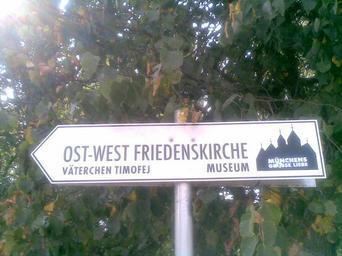 OST-WEST FRIEDENSKIRCHE
VÄTERCHEN TIMOFEJ MUSEUM
MÜNCHENS
GROSSE LIEBE